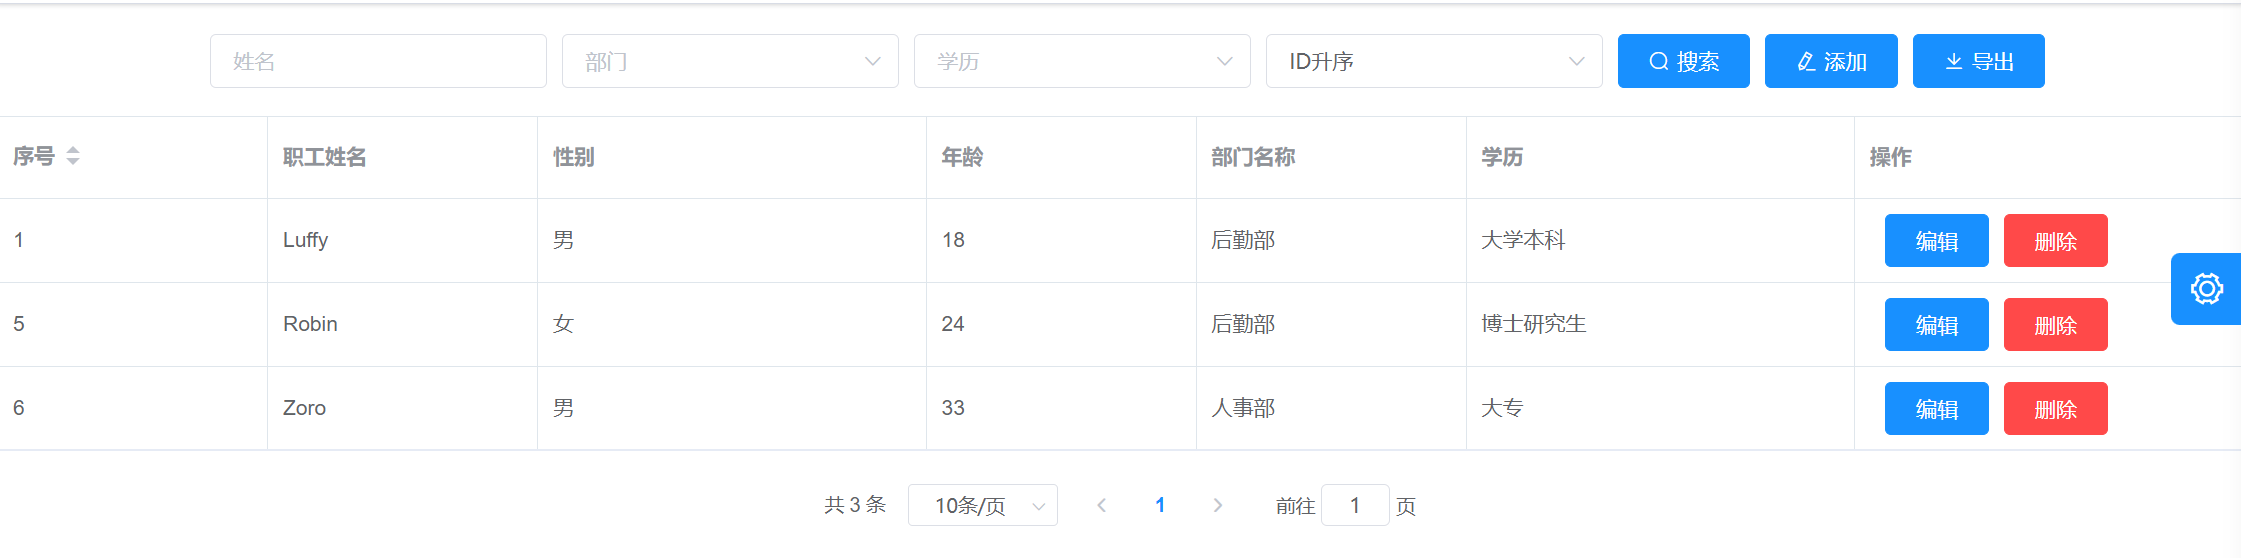 姓名 部门 学历 ID升序 搜索 添加 导出
序号 职工姓名 性别 年龄 部门名称 学历 操作
1 Luffy 男 18 后勤部 大学本科 编辑 删除
5 Robin 女 24 后勤部 博士研究生 编辑 删除
6 Zoro 男 33 人事部 大专 编辑 删除
共 3 条 10条/页 1 前往 1 页